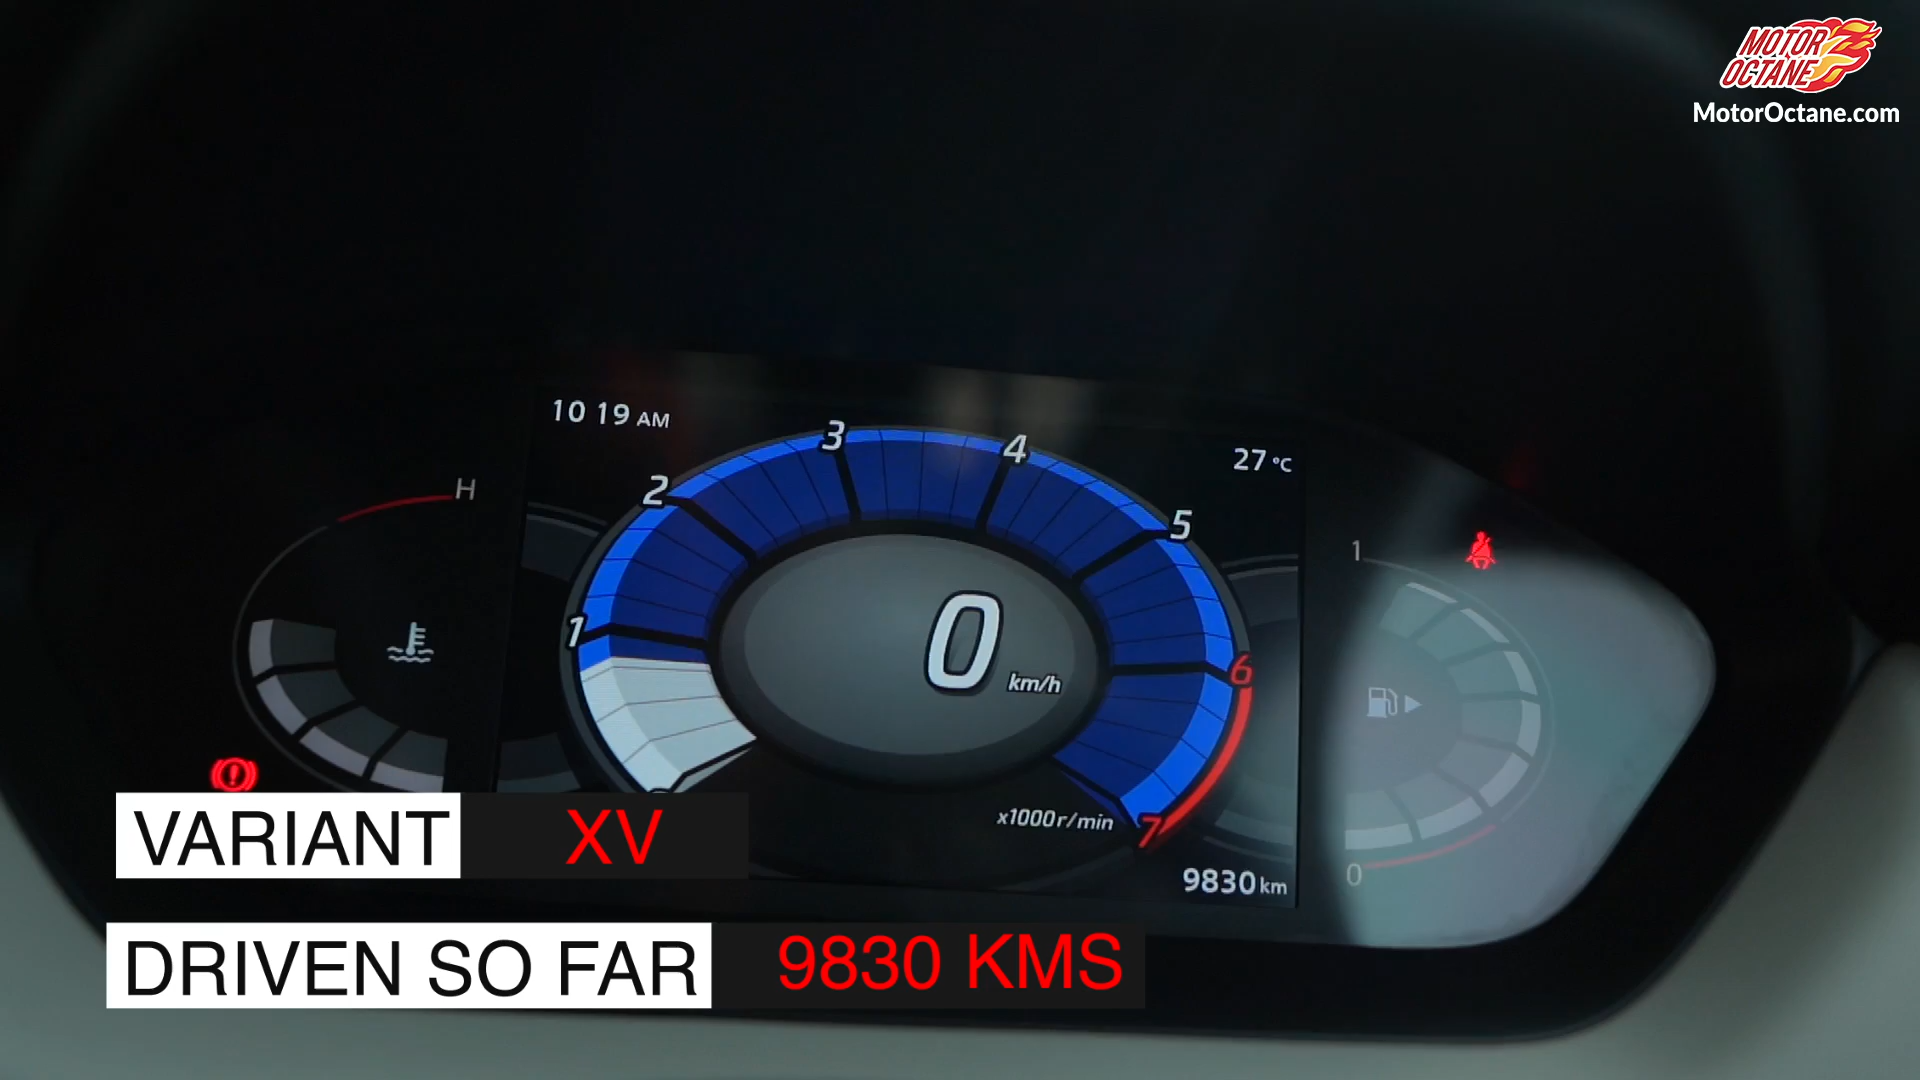 MOTOR
OCTANE
MotorOctane.com
10 19 AM
27 °C
H
1
2
3
4
5
6
7
0
km/h
x1000 r/min
1
0
9830 km
VARIANT XV
DRIVEN SO FAR 9830 KMS